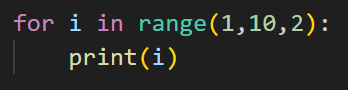 for i in range(1,10,2):
    print(i)